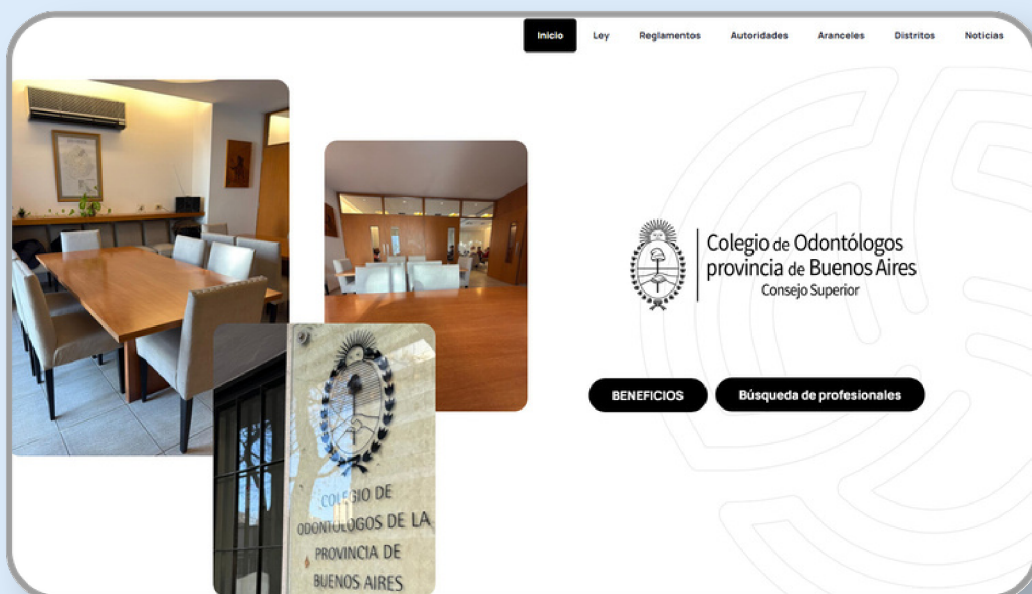 Inicio
Ley
Reglamentos
Autoridades
Aranceles
Distritos
Noticias
Colegio de Odontólogos
provincia de Buenos Aires
Consejo Superior
BENEFICIOS
Búsqueda de profesionales
COLEGIO DE
ODONTÓLOGOS DE LA
PROVINCIA DE
BUENOS AIRES